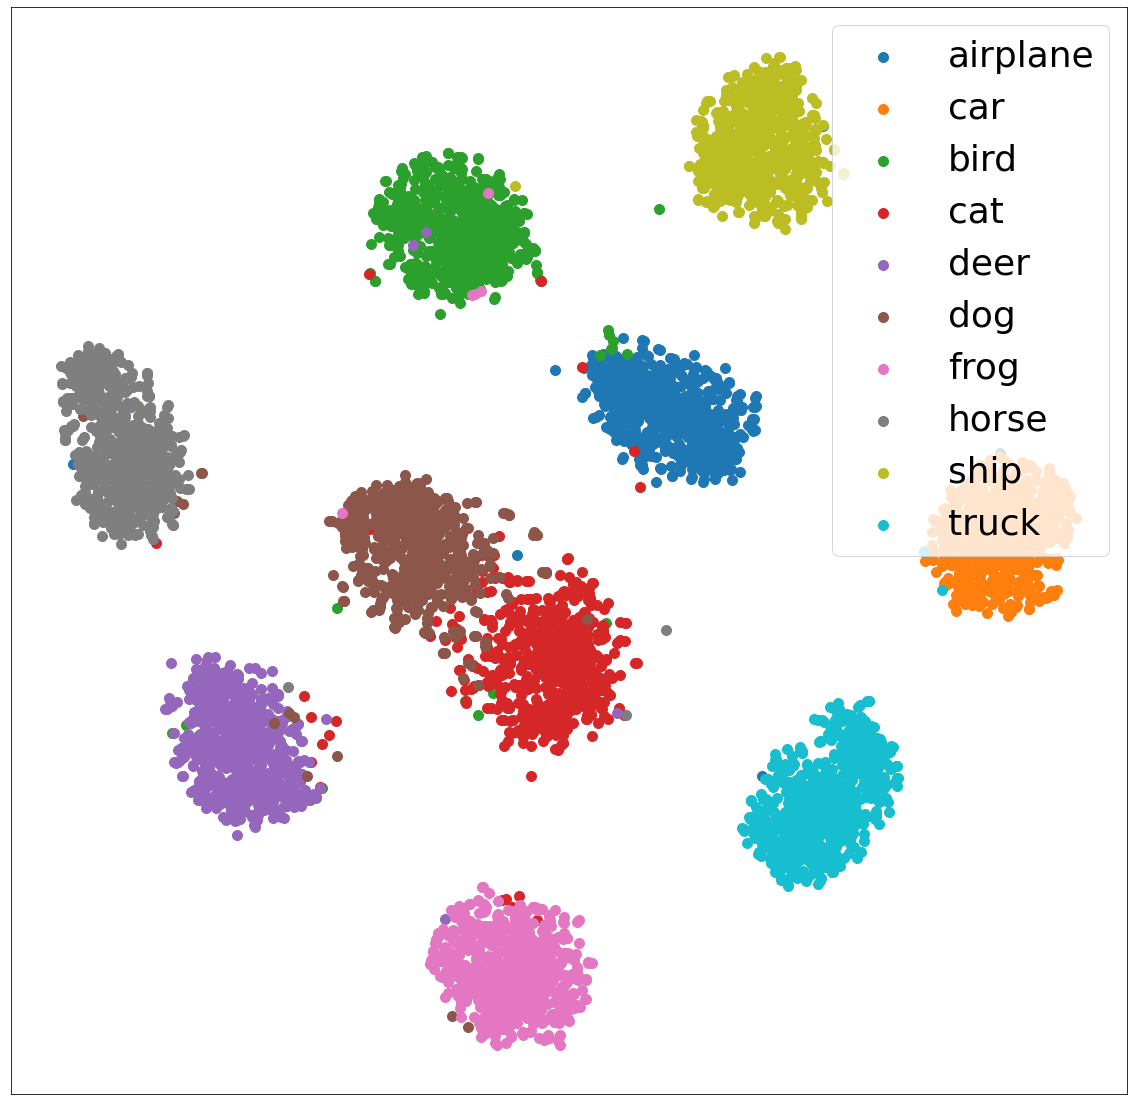 airplane
car
bird
cat
deer
dog
frog
horse
ship
truck